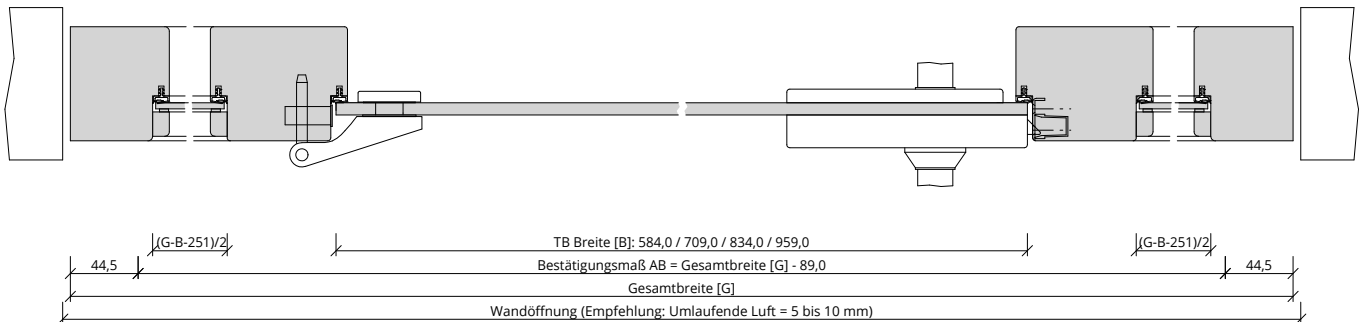 (G-B-251)/2 TB Breite [B]: 584,0 / 709,0 / 834,0 / 959,0 (G-B-251)/2
44,5 Bestätigungsmaß AB = Gesamtbreite [G] - 89,0 44,5
Gesamtbreite [G]
Wandöffnung (Empfehlung: Umlaufende Luft = 5 bis 10 mm)